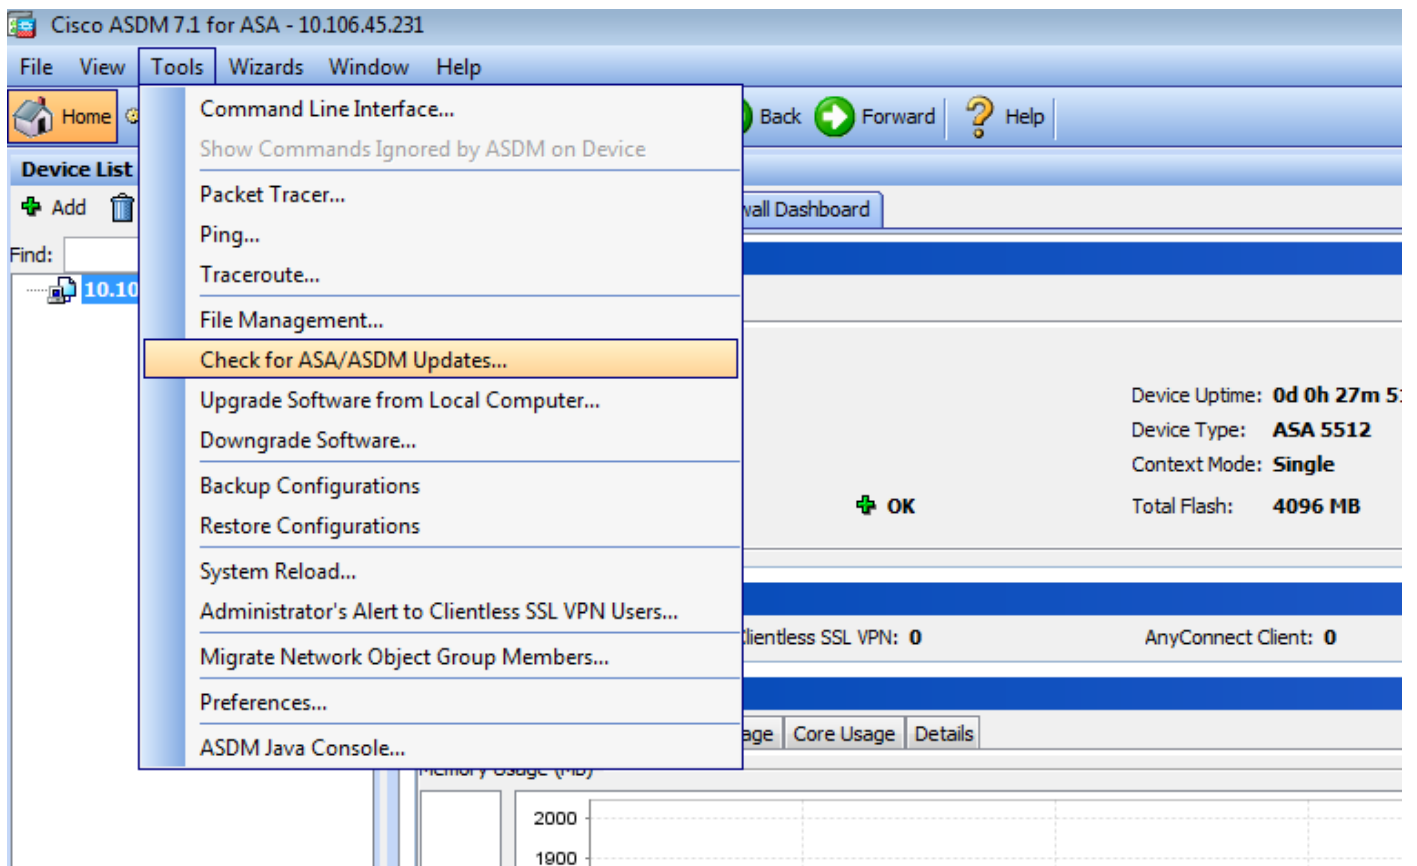 Cisco ASDM 7.1 for ASA - 10.106.45.231
File View Tools Wizards Window Help
Home Back Forward Help
Command Line Interface...
Show Commands Ignored by ASDM on Device
Packet Tracer...
Ping...
Traceroute...
File Management...
Check for ASA/ASDM Updates...
Upgrade Software from Local Computer...
Downgrade Software...
Backup Configurations
Restore Configurations
System Reload...
Administrator's Alert to Clientless SSL VPN Users...
Migrate Network Object Group Members...
Preferences...
ASDM Java Console...
Device List
Add
Find:
10.10
wall Dashboard
Device Uptime: 0d 0h 27m 5
Device Type: ASA 5512
Context Mode: Single
OK Total Flash: 4096 MB
lientless SSL VPN: 0 AnyConnect Client: 0
age Core Usage Details
Memory Usage (MB)
2000
1900